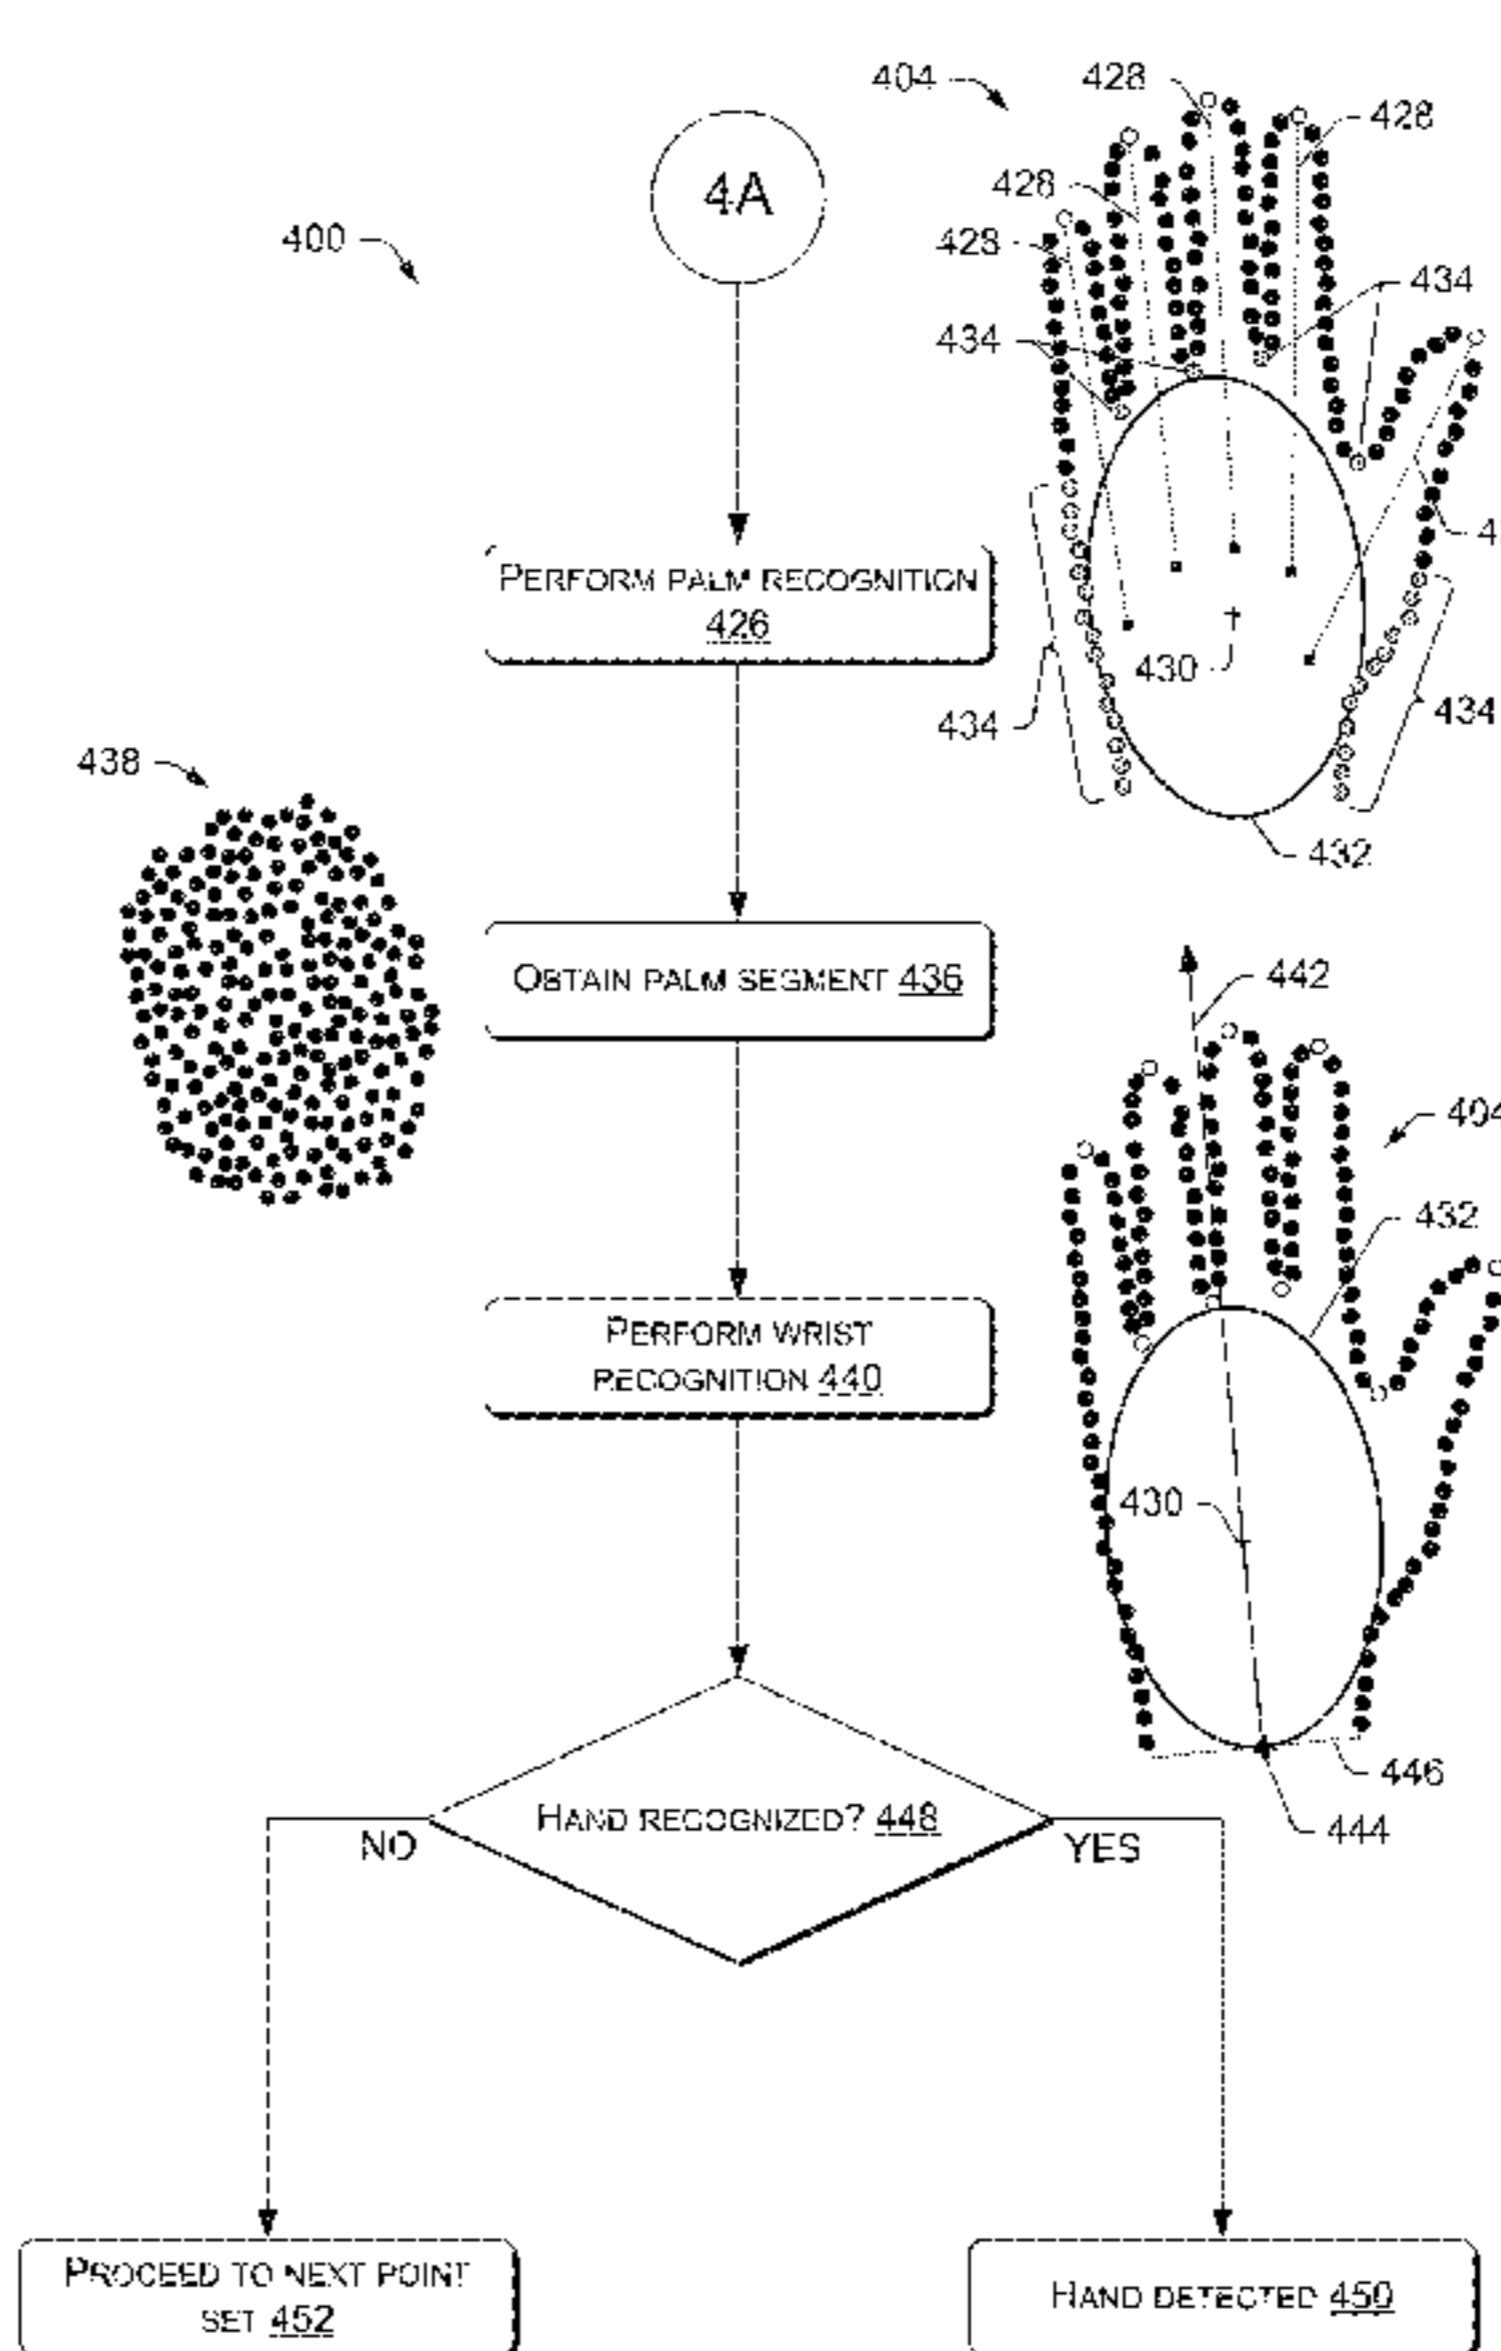 404
428
428
4A
428
400
428
434
434
PERFORM PALM RECOGNITION
426
430
434
434
438
432
OBTAIN PALM SEGMENT 436
442
404
432
PERFORM WRIST
RECOGNITION 440
430
446
HAND RECOGNIZED? 448
444
NO
YES
PROCEED TO NEXT POINT
SET 452
HAND DETECTED 450